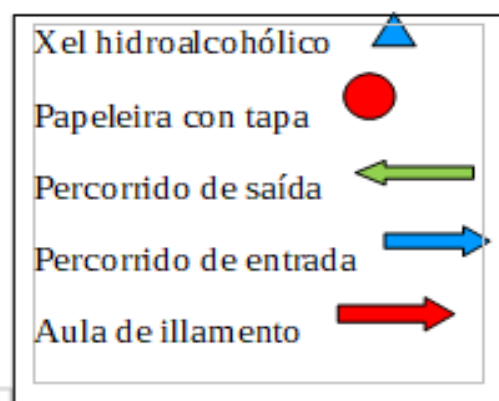 Xel hidroalcohólico
Papeleira con tapa
Percorrido de saída
Percorrido de entrada
Aula de illamento